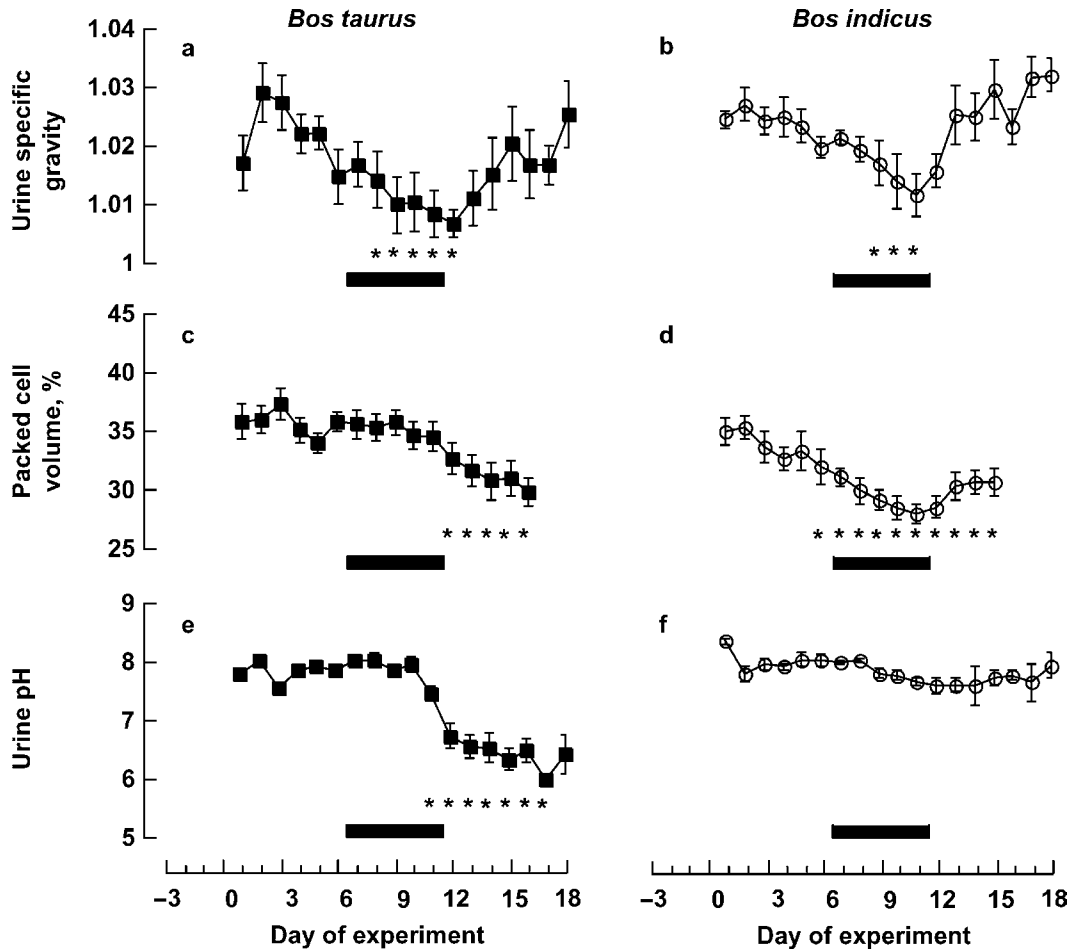 Bos taurus
Bos indicus
a
b
Urine specific
gravity
1.04
1.03
1.02
1.01
1
* * * * *
* * *
c
d
Packed cell
volume, %
45
40
35
30
25
* * * * *
* * * * * * * * * *
e
f
Urine pH
9
8
7
6
5
* * * * * * *
−3 0 3 6 9 12 15 18
−3 0 3 6 9 12 15 18
Day of experiment
Day of experiment